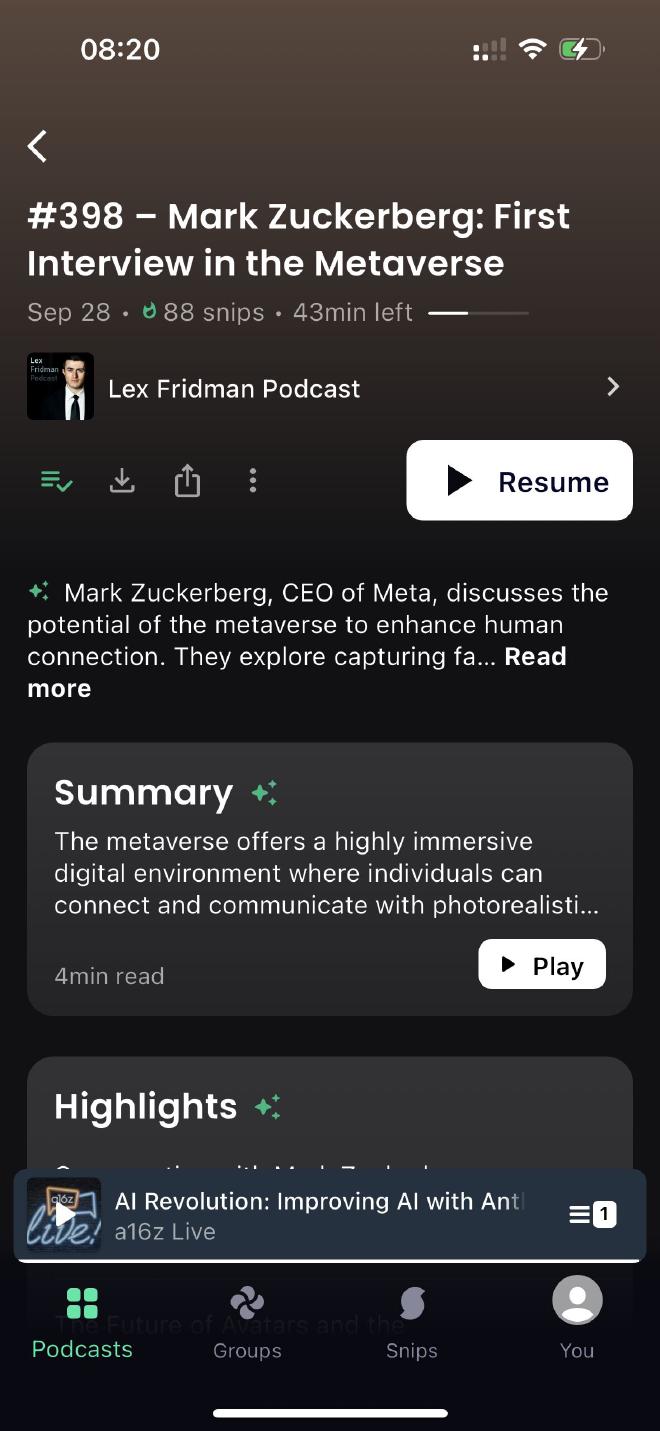 08:20
#398 – Mark Zuckerberg: First
Interview in the Metaverse
Sep 28 • 88 snips • 43min left
Lex
Fridman
Podcast
Lex Fridman Podcast
Resume
Mark Zuckerberg, CEO of Meta, discusses the
potential of the metaverse to enhance human
connection. They explore capturing fa... Read
more
Summary
The metaverse offers a highly immersive
digital environment where individuals can
connect and communicate with photorealisti...
4min read
Play
Highlights
a16z
live!
AI Revolution: Improving AI with Ant
a16z Live
1
The Future of Avatars and the
Podcasts
Groups
Snips
You